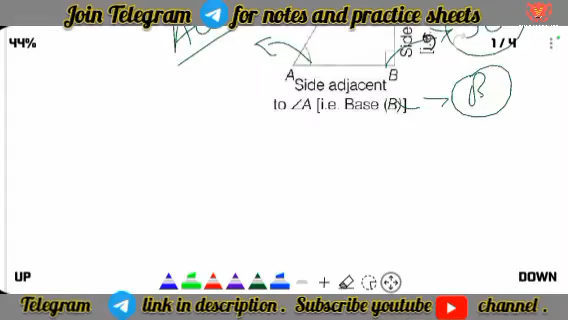 Join Telegram for notes and practice sheets
44%
1 / 4
Side
A
B
Side adjacent
to ∠A [i.e. Base (B)]
B
UP
DOWN
Telegram link in description . Subscribe youtube channel .